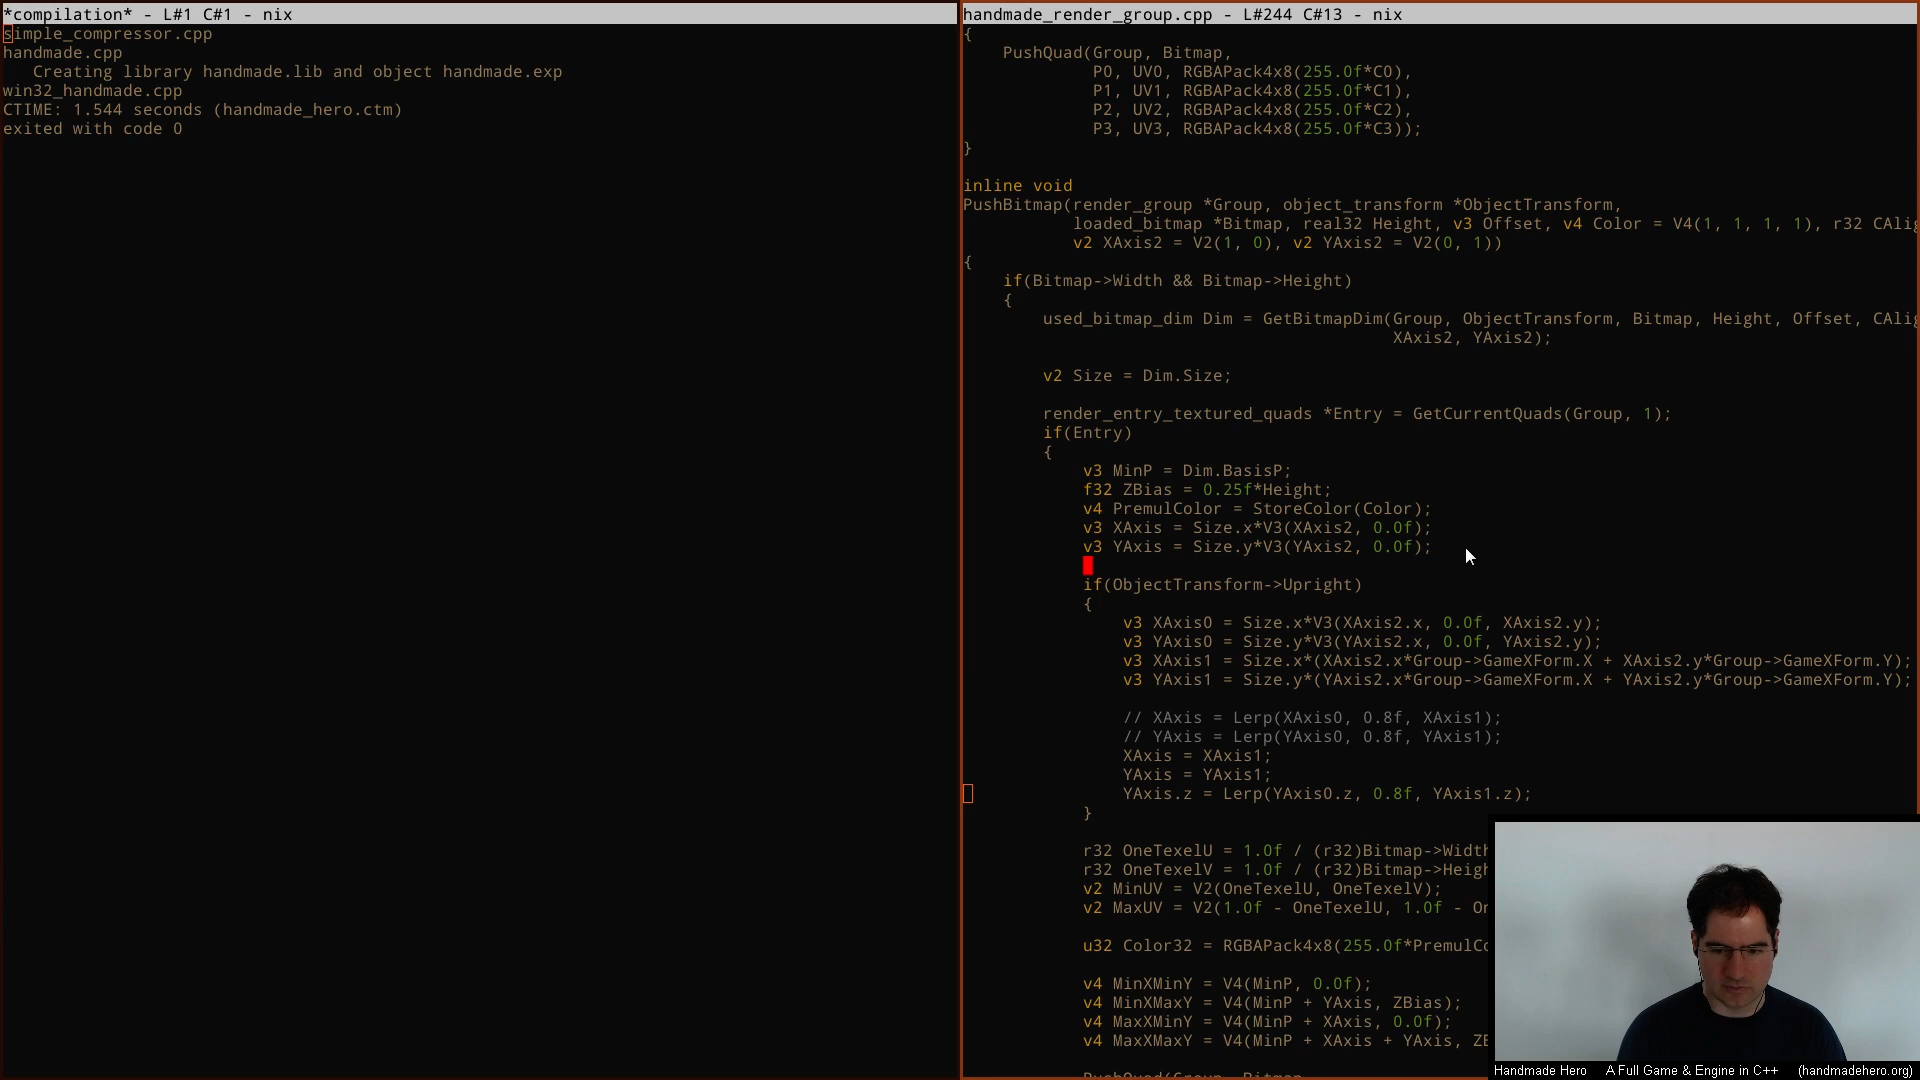 *compilation* - L#1 C#1 - nix
simple_compressor.cpp
handmade.cpp
Creating library handmade.lib and object handmade.exp
win32_handmade.cpp
CTIME: 1.544 seconds (handmade_hero.ctm)
exited with code 0
handmade_render_group.cpp - L#244 C#13 - nix
{
PushQuad(Group, Bitmap,
P0, UV0, RGBAPack4x8(255.0f*C0),
P1, UV1, RGBAPack4x8(255.0f*C1),
P2, UV2, RGBAPack4x8(255.0f*C2),
P3, UV3, RGBAPack4x8(255.0f*C3));
}
inline void
PushBitmap(render_group *Group, object_transform *ObjectTransform,
loaded_bitmap *Bitmap, real32 Height, v3 Offset, v4 Color = V4(1, 1, 1, 1), r32 CAlig
v2 XAxis2 = V2(1, 0), v2 YAxis2 = V2(0, 1))
{
if(Bitmap->Width && Bitmap->Height)
{
used_bitmap_dim Dim = GetBitmapDim(Group, ObjectTransform, Bitmap, Height, Offset, CAlig
XAxis2, YAxis2);
v2 Size = Dim.Size;
render_entry_textured_quads *Entry = GetCurrentQuads(Group, 1);
if(Entry)
{
v3 MinP = Dim.BasisP;
f32 ZBias = 0.25f*Height;
v4 PremulColor = StoreColor(Color);
v3 XAxis = Size.x*V3(XAxis2, 0.0f);
v3 YAxis = Size.y*V3(YAxis2, 0.0f);
if(ObjectTransform->Upright)
{
v3 XAxis0 = Size.x*V3(XAxis2.x, 0.0f, XAxis2.y);
v3 YAxis0 = Size.y*V3(YAxis2.x, 0.0f, YAxis2.y);
v3 XAxis1 = Size.x*(XAxis2.x*Group->GameXForm.X + XAxis2.y*Group->GameXForm.Y);
v3 YAxis1 = Size.y*(YAxis2.x*Group->GameXForm.X + YAxis2.y*Group->GameXForm.Y);
// XAxis = Lerp(XAxis0, 0.8f, XAxis1);
// YAxis = Lerp(YAxis0, 0.8f, YAxis1);
XAxis = XAxis1;
YAxis = YAxis1;
YAxis.z = Lerp(YAxis0.z, 0.8f, YAxis1.z);
}
r32 OneTexelU = 1.0f / (r32)Bitmap->Width
r32 OneTexelV = 1.0f / (r32)Bitmap->Heigh
v2 MinUV = V2(OneTexelU, OneTexelV);
v2 MaxUV = V2(1.0f - OneTexelU, 1.0f - On
u32 Color32 = RGBAPack4x8(255.0f*PremulCo
v4 MinXMinY = V4(MinP, 0.0f);
v4 MinXMaxY = V4(MinP + YAxis, ZBias);
v4 MaxXMinY = V4(MinP + XAxis, 0.0f);
v4 MaxXMaxY = V4(MinP + XAxis + YAxis, ZB
PushQuad(Group, Bitmap,
Handmade Hero A Full Game & Engine in C++ (handmadehero.org)